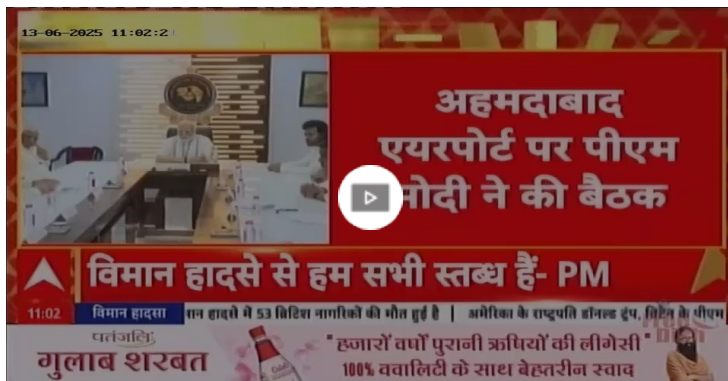 13-06-2025 11:02:2
अहमदाबाद
एयरपोर्ट पर पीएम
मोदी ने की बैठक
विमान हादसे से हम सभी स्तब्ध हैं- PM
11:02
विमान हादसा
हादसे में 53 ब्रिटिश नागरिकों की मौत हुई है | अमेरिका के राष्ट्रपति डॉनल्ड ट्रंप, ब्रिटेन के पीएम
पतंजलि
गुलाब शरबत
"हजारों वर्षों पुरानी ऋषियों की लीगेसी"
100% क्वालिटी के साथ बेहतरीन स्वाद